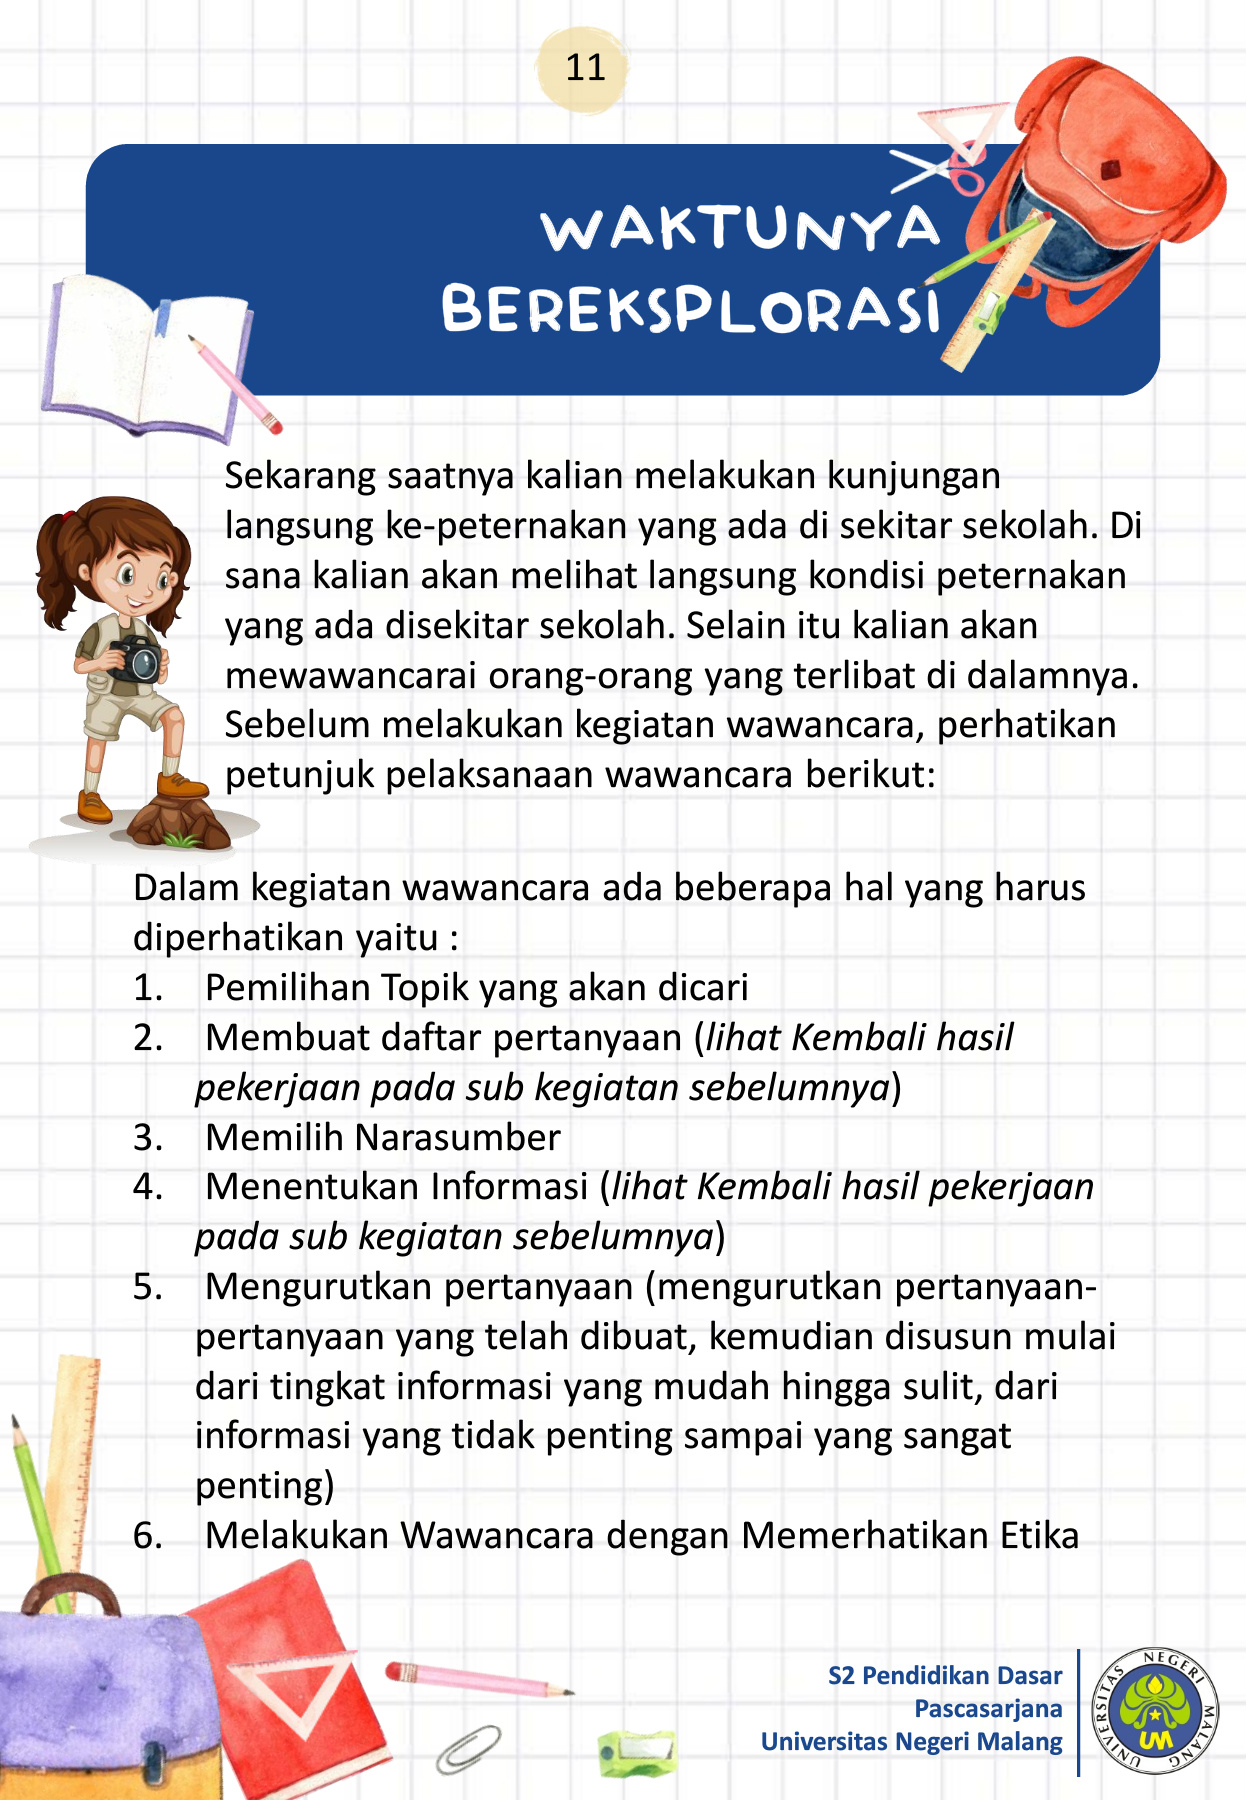 11
WAKTUNYA
BEREKSPLORASI
Sekarang saatnya kalian melakukan kunjungan
langsung ke-peternakan yang ada di sekitar sekolah. Di
sana kalian akan melihat langsung kondisi peternakan
yang ada disekitar sekolah. Selain itu kalian akan
mewawancarai orang-orang yang terlibat di dalamnya.
Sebelum melakukan kegiatan wawancara, perhatikan
petunjuk pelaksanaan wawancara berikut:
Dalam kegiatan wawancara ada beberapa hal yang harus
diperhatikan yaitu :
1. Pemilihan Topik yang akan dicari
2. Membuat daftar pertanyaan (lihat Kembali hasil
pekerjaan pada sub kegiatan sebelumnya)
3. Memilih Narasumber
4. Menentukan Informasi (lihat Kembali hasil pekerjaan
pada sub kegiatan sebelumnya)
5. Mengurutkan pertanyaan (mengurutkan pertanyaan-
pertanyaan yang telah dibuat, kemudian disusun mulai
dari tingkat informasi yang mudah hingga sulit, dari
informasi yang tidak penting sampai yang sangat
penting)
6. Melakukan Wawancara dengan Memerhatikan Etika
S2 Pendidikan Dasar
Pascasarjana
Universitas Negeri Malang
UNIVERSITAS NEGERI MALANG
UM